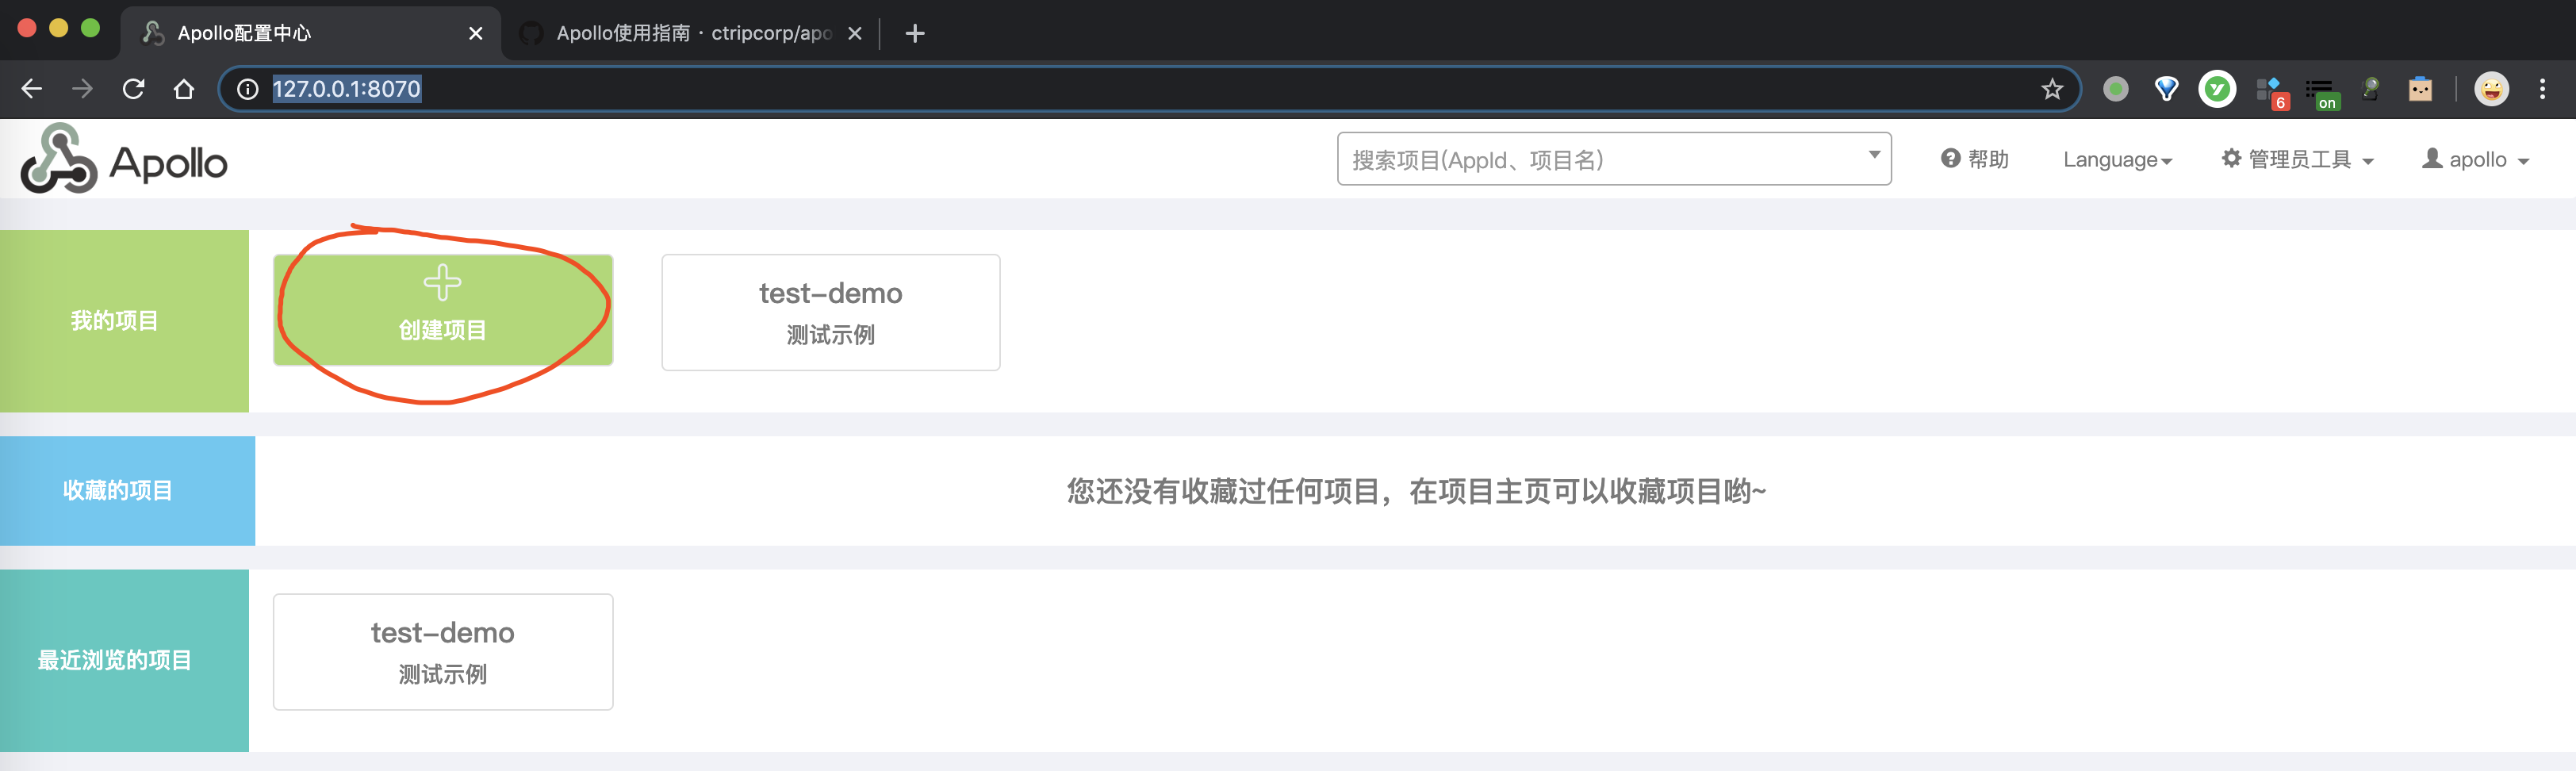 Apollo配置中心
Apollo使用指南 · ctripcorp/apo
127.0.0.1:8070
6
on
Apollo
搜索项目(AppId、项目名)
帮助
Language
管理员工具
apollo
我的项目
创建项目
test-demo
测试示例
收藏的项目
您还没有收藏过任何项目，在项目主页可以收藏项目哟~
最近浏览的项目
test-demo
测试示例